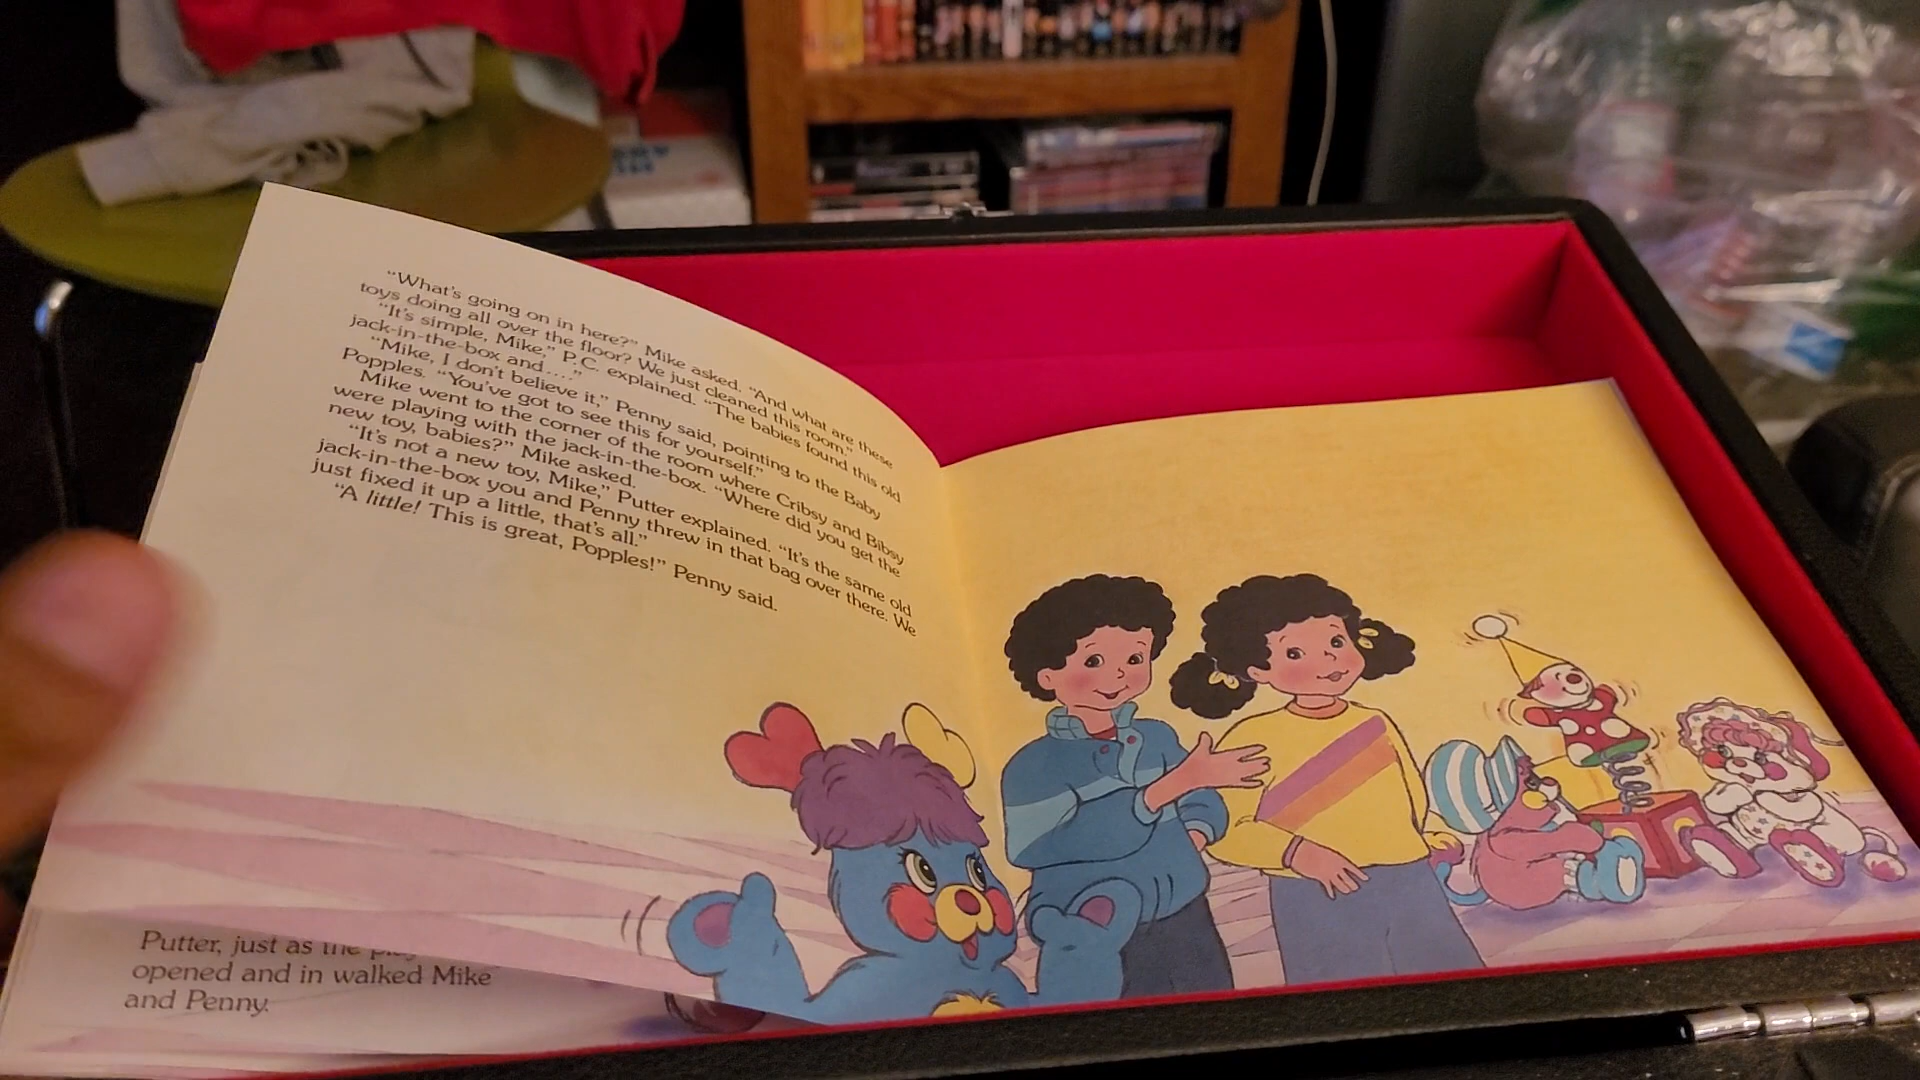 “What’s going on in here?” Mike asked. “And what are these
toys doing all over the floor? We just cleaned this room.”
“It’s simple, Mike,” P.C. explained. “The babies found this old
jack-in-the-box and....”
“Mike, I don’t believe it,” Penny said, pointing to the Baby
Popples. “You’ve got to see this for yourself.”
Mike went to the corner of the room where Cribsy and Bibsy
were playing with the jack-in-the-box. “Where did you get the
new toy, babies?” Mike asked.
“It’s not a new toy, Mike,” Putter explained. “It’s the same old
jack-in-the-box you and Penny threw in that bag over there. We
just fixed it up a little, that’s all.”
“A little! This is great, Popples!” Penny said.
Putter, just as the
opened and in walked Mike
and Penny.